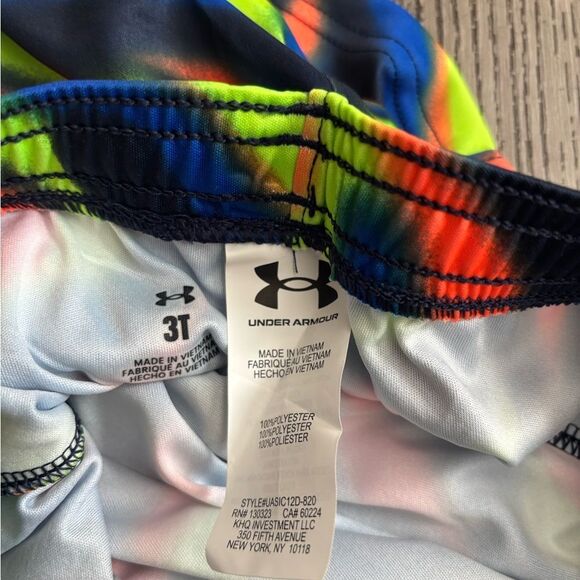 3T
MADE IN VIETNAM
FABRIQUÉ AU VIETNAM
HECHO EN VIETNAM
UNDER ARMOUR
MADE IN VIETNAM
FABRIQUÉ AU VIETNAM
HECHO EN VIETNAM
100%POLYESTER
100%POLYESTER
100%POLIESTER
STYLE#UASIC12D-820
RN# 130323 CA# 60224
KHQ INVESTMENT LLC
350 FIFTH AVENUE
NEW YORK, NY 10118